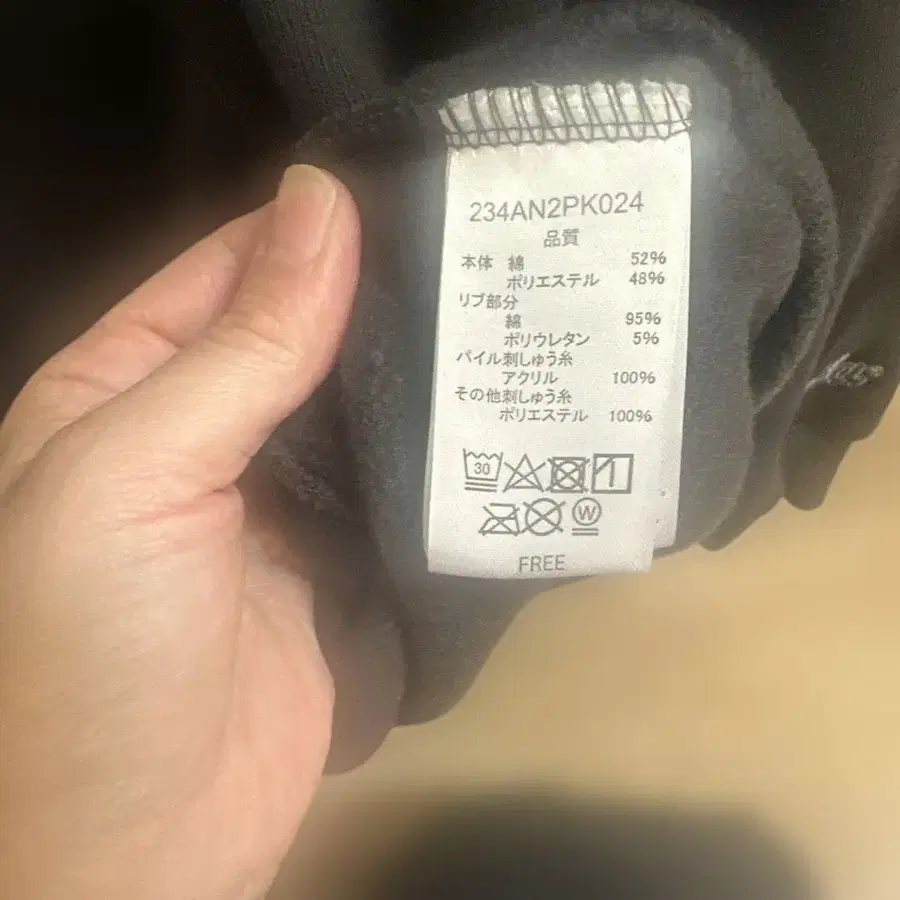 234AN2PK024
品質
本体 綿 52%
ポリエステル 48%
リブ部分
綿 95%
ポリウレタン 5%
パイル刺しゅう糸
アクリル 100%
その他刺しゅう糸
ポリエステル 100%
30
W
FREE